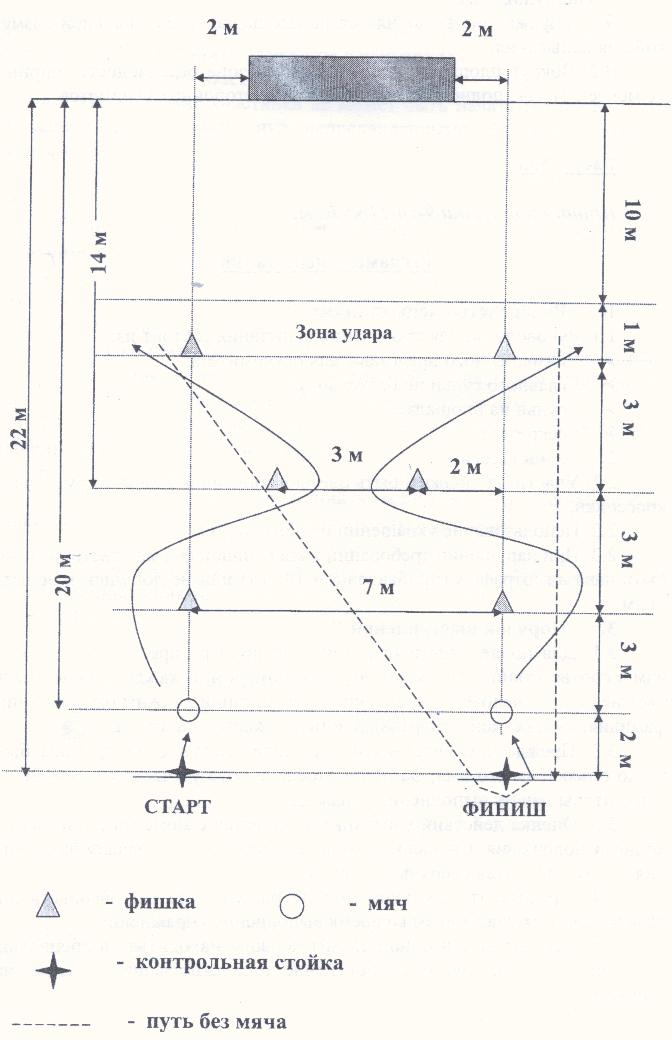 2 м
2 м
10 м
14 м
1 м
Зона удара
22 м
3 м
3 м
2 м
20 м
3 м
7 м
3 м
2 м
СТАРТ
ФИНИШ
- фишка
- мяч
- контрольная стойка
- путь без мяча